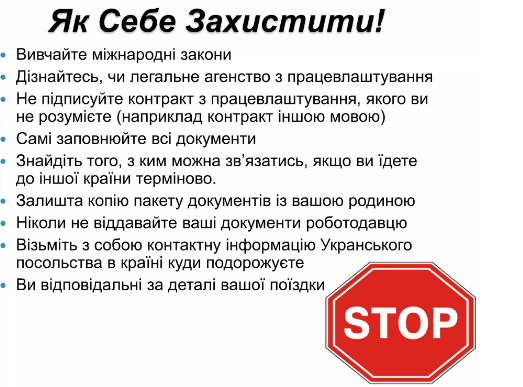 Як Себе Захистити!
• Вивчайте міжнародні закони
• Дізнайтесь, чи легальне агенство з працевлаштування
• Не підписуйте контракт з працевлаштування, якого ви
не розумієте (наприклад контракт іншою мовою)
• Самі заповнюйте всі документи
• Знайдіть того, з ким можна зв’язатись, якщо ви їдете
до іншої країни терміново.
• Залишта копію пакету документів із вашою родиною
• Ніколи не віддавайте ваші документи роботодавцю
• Візьміть з собою контактну інформацію Укранського
посольства в країні куди подорожуєте
• Ви відповідальні за деталі вашої поїздки
STOP